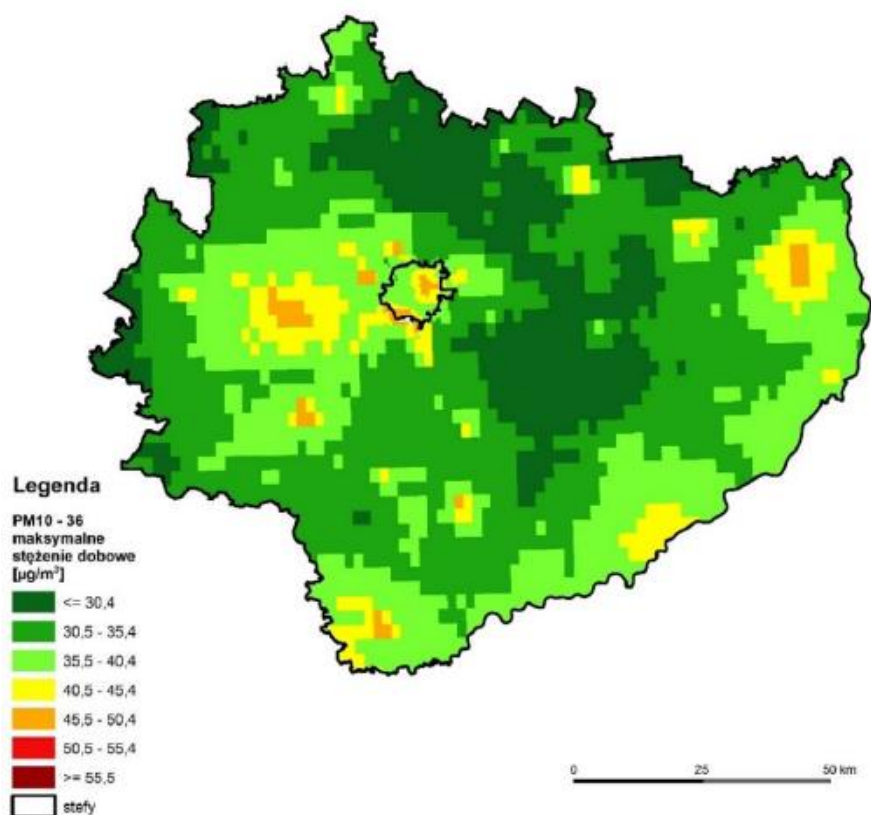 Legenda
PM10 - 36
maksymalne
stężenie dobowe
[µg/m³]
<= 30,4
30,5 - 35,4
35,5 - 40,4
40,5 - 45,4
45,5 - 50,4
50,5 - 55,4
>= 55,5
stefy
0 25 50 km